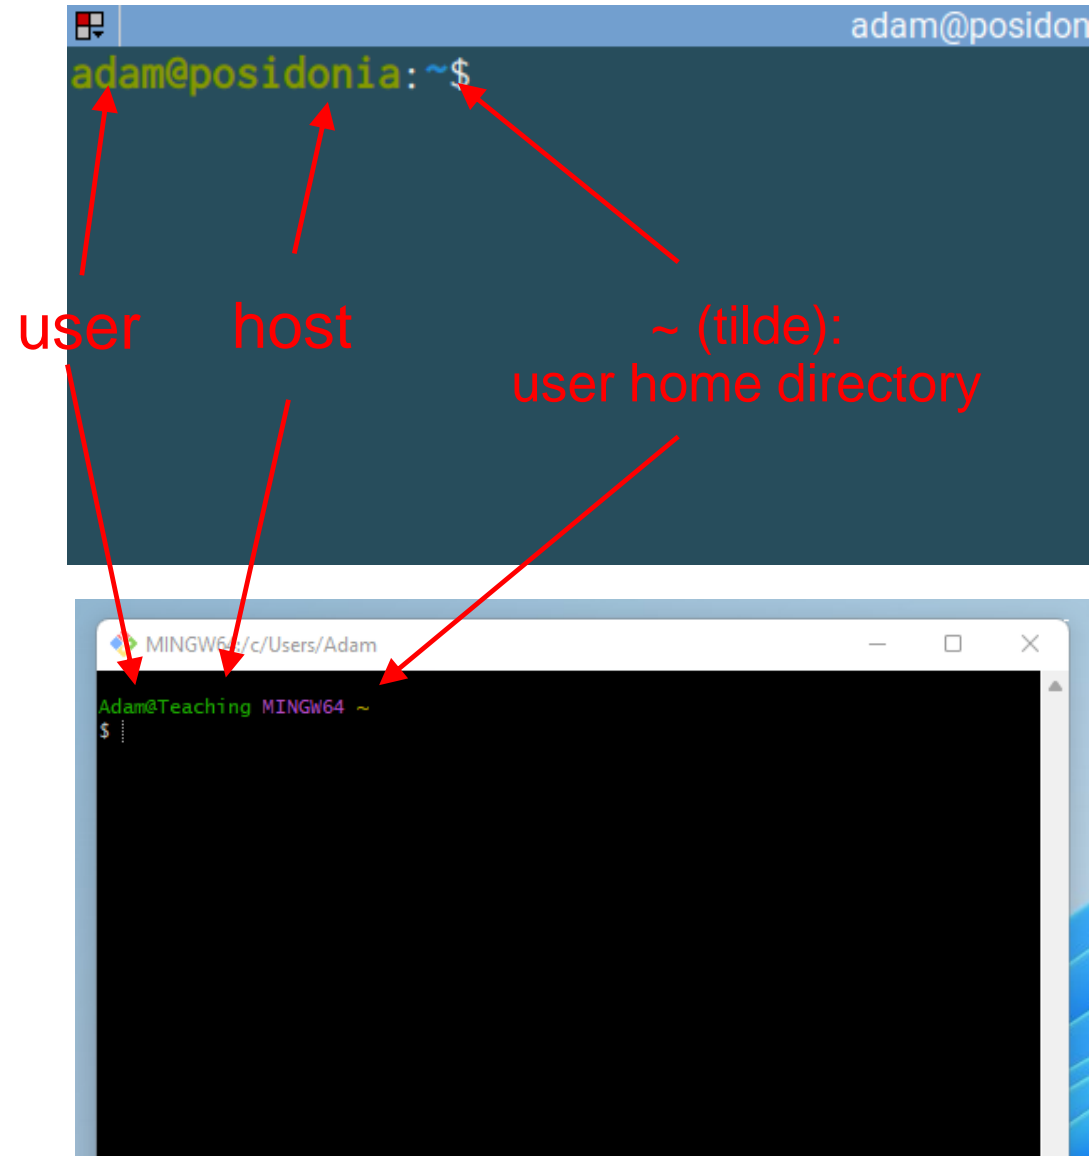 adam@posidon
adam@posidonia:~$
user host ~ (tilde):
user home directory
MINGW64:/c/Users/Adam
Adam@Teaching MINGW64 ~
$